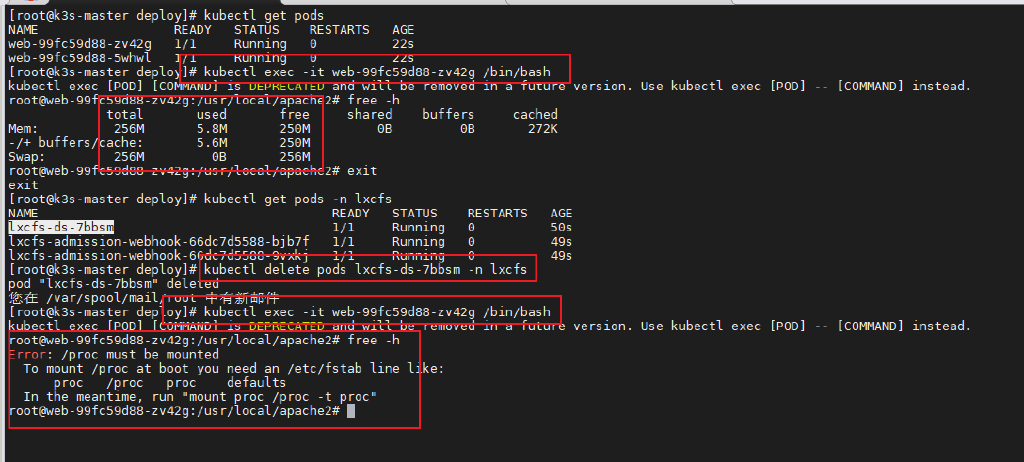 [root@k3s-master deploy]# kubectl get pods
NAME READY STATUS RESTARTS AGE
web-99fc59d88-zv42g 1/1 Running 0 22s
web-99fc59d88-5whwl 1/1 Running 0 22s
[root@k3s-master deploy]# kubectl exec -it web-99fc59d88-zv42g /bin/bash
kubectl exec [POD] [COMMAND] is DEPRECATED and will be removed in a future version. Use kubectl exec [POD] -- [COMMAND] instead.
root@web-99fc59d88-zv42g:/usr/local/apache2# free -h
total used free shared buffers cached
Mem: 256M 5.8M 250M 0B 0B 272K
-/+ buffers/cache: 5.6M 250M
Swap: 256M 0B 256M
root@web-99fc59d88-zv42g:/usr/local/apache2# exit
exit
[root@k3s-master deploy]# kubectl get pods -n lxcfs
NAME READY STATUS RESTARTS AGE
lxcfs-ds-7bbsm 1/1 Running 0 50s
lxcfs-admission-webhook-66dc7d5588-bjb7f 1/1 Running 0 49s
lxcfs-admission-webhook-66dc7d5588-9vxkj 1/1 Running 0 49s
[root@k3s-master deploy]# kubectl delete pods lxcfs-ds-7bbsm -n lxcfs
pod "lxcfs-ds-7bbsm" deleted
您在 /var/spool/mail/root 中有新邮件
[root@k3s-master deploy]# kubectl exec -it web-99fc59d88-zv42g /bin/bash
kubectl exec [POD] [COMMAND] is DEPRECATED and will be removed in a future version. Use kubectl exec [POD] -- [COMMAND] instead.
root@web-99fc59d88-zv42g:/usr/local/apache2# free -h
Error: /proc must be mounted
To mount /proc at boot you need an /etc/fstab line like:
proc /proc proc defaults
In the meantime, run "mount proc /proc -t proc"
root@web-99fc59d88-zv42g:/usr/local/apache2#